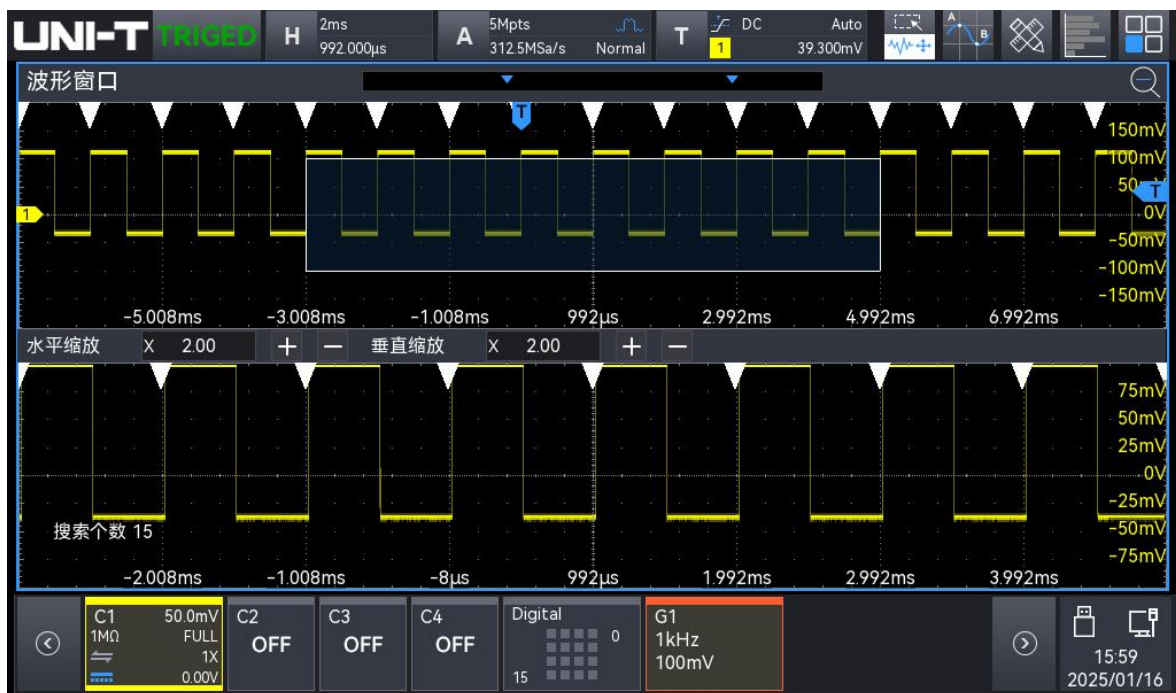 UNI-T TRIGED H 2ms 992.000μs A 5Mpts 312.5MSa/s Normal T 1 DC Auto 39.300mV A B
波形窗口
T
150mV
100mV
T
1
0V
-50mV
-100mV
-150mV
-5.008ms -3.008ms -1.008ms 992μs 2.992ms 4.992ms 6.992ms
水平缩放 X 2.00 + − 垂直缩放 X 2.00 + −
75mV
50mV
25mV
0V
-25mV
搜索个数 15
-50mV
-75mV
-2.008ms -1.008ms -8μs 992μs 1.992ms 2.992ms 3.992ms
C1 50.0mV
1MΩ FULL
1X
0.00V
C2
OFF
C3
OFF
C4
OFF
Digital
0
15
G1
1kHz
100mV
15:59
2025/01/16